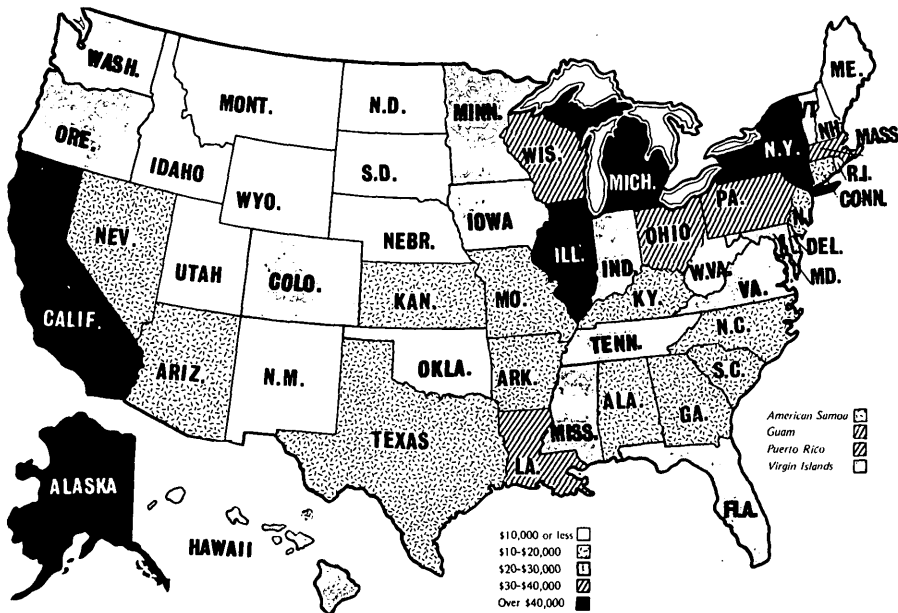 WASH.
MONT.
N.D.
MINN.
ME.
VT.
NH.
MASS
ORE.
IDAHO
S.D.
WIS.
MICH.
N.Y.
R.I.
CONN.
WYO.
IOWA
PA.
N.J.
NEV.
NEBR.
ILL.
IND.
OHIO
DEL.
MD.
UTAH
COLO.
W.VA.
VA.
CALIF.
KAN.
MO.
KY.
N.C.
TENN.
ARIZ.
N.M.
OKLA.
ARK.
S.C.
MISS.
ALA.
GA.
TEXAS
LA.
FLA.
American Samoa
Guam
Puerto Rico
Virgin Islands
ALASKA
HAWAII
$10,000 or less
$10-$20,000
$20-$30,000
$30-$40,000
Over $40,000